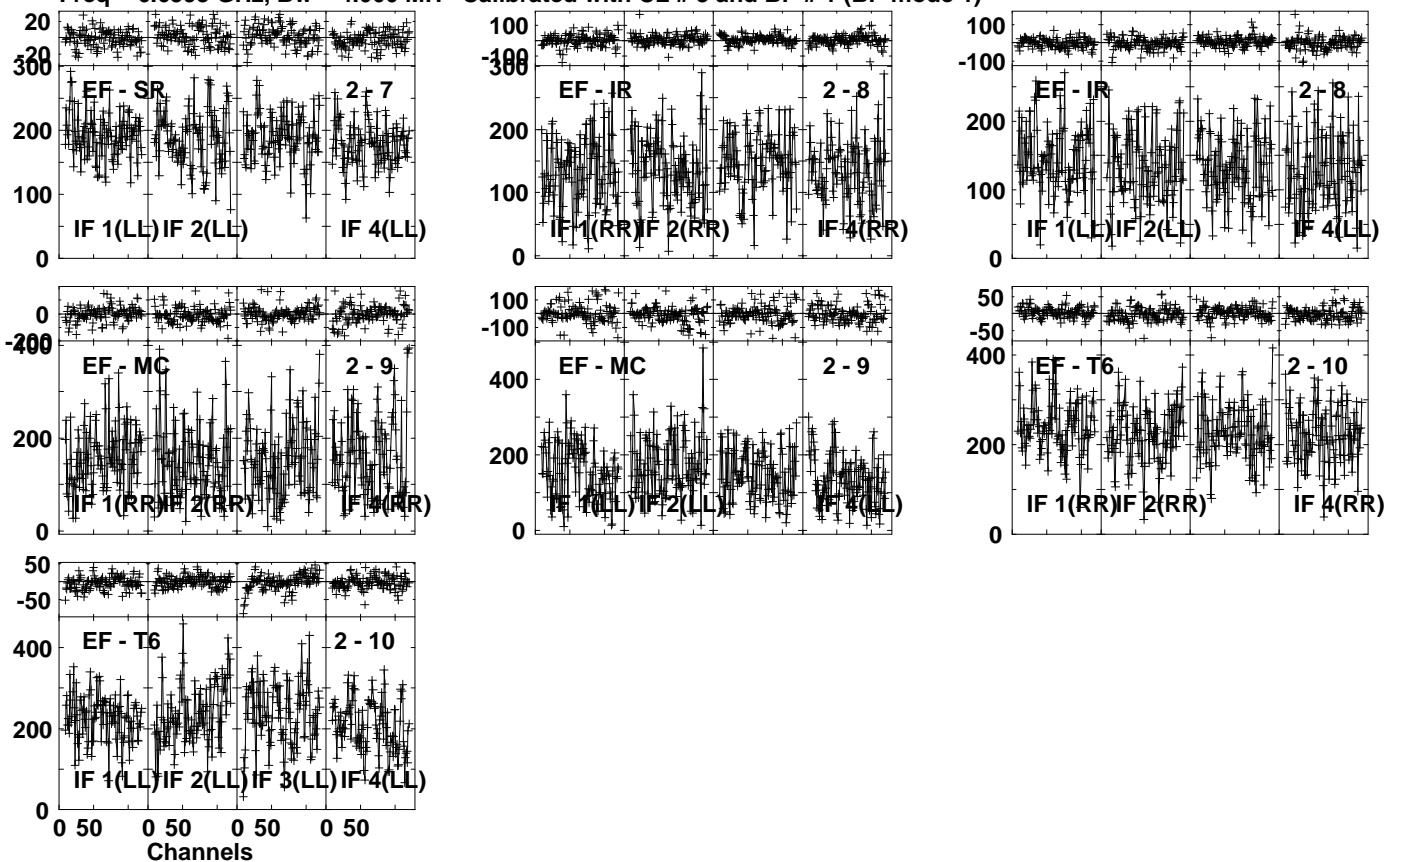 20
-20
300
200
100
0
EF - SR
2 - 7
IF 1(LL) IF 2(LL)
IF 4(LL)
100
-100
300
200
100
0
EF - IR
2 - 8
IF 1(RR) IF 2(RR)
IF 4(RR)
100
-100
200
100
0
EF - IR
2 - 8
IF 1(LL) IF 2(LL)
IF 4(LL)
0
-200
400
200
0
EF - MC
2 - 9
IF 1(RR) IF 2(RR)
IF 4(RR)
100
-100
400
200
0
EF - MC
2 - 9
IF 1(LL) IF 2(LL)
IF 4(LL)
50
-50
400
200
0
EF - T6
2 - 10
IF 1(RR) IF 2(RR)
IF 4(RR)
50
-50
400
200
0
EF - T6
2 - 10
IF 1(LL) IF 2(LL) IF 3(LL) IF 4(LL)
0 50 0 50 0 50 0 50
Channels